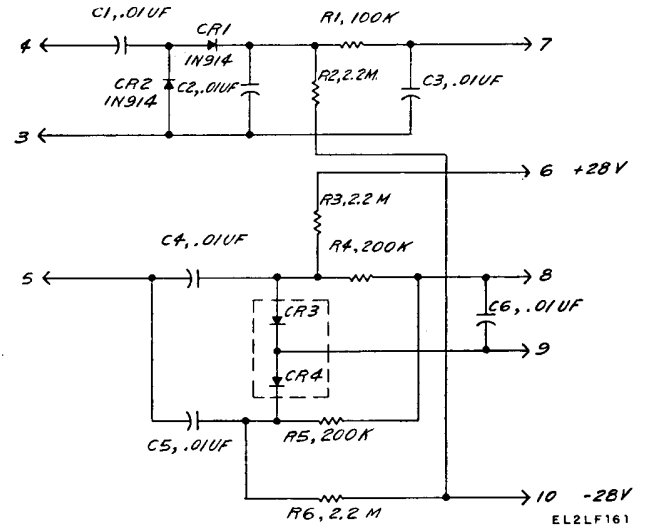 C1, .01UF
R1, 100K
4
CR1
1N914
7
CR2
1N914
C2, .01UF
R2, 2.2M
C3, .01UF
3
6 +28V
R3, 2.2M
C4, .01UF
R4, 200K
5
8
CR3
C6, .01UF
9
CR4
C5, .01UF
R5, 200K
10 -28V
R6, 2.2M
EL2LF161